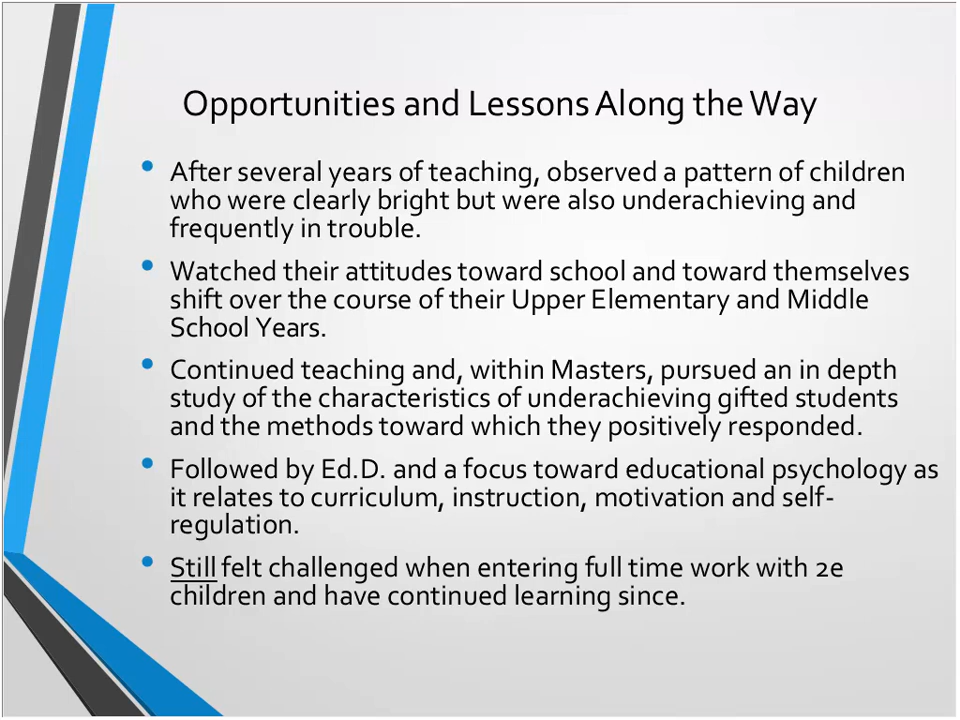 Opportunities and Lessons Along the Way
• After several years of teaching, observed a pattern of children
who were clearly bright but were also underachieving and
frequently in trouble.
• Watched their attitudes toward school and toward themselves
shift over the course of their Upper Elementary and Middle
School Years.
• Continued teaching and, within Masters, pursued an in depth
study of the characteristics of underachieving gifted students
and the methods toward which they positively responded.
• Followed by Ed.D. and a focus toward educational psychology as
it relates to curriculum, instruction, motivation and self-
regulation.
• Still felt challenged when entering full time work with 2e
children and have continued learning since.